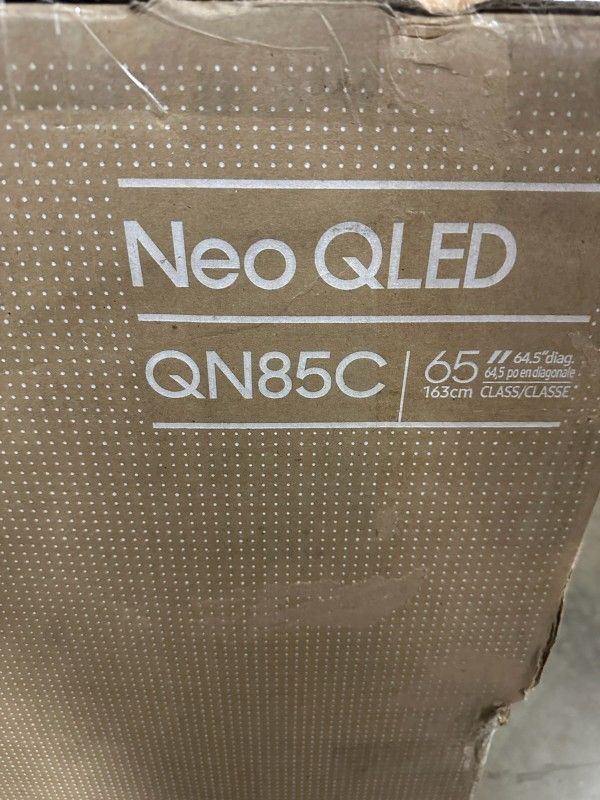 Neo QLED
QN85C
65" 64.5"diag.
64,5 po en diagonale
163cm CLASS/CLASSE